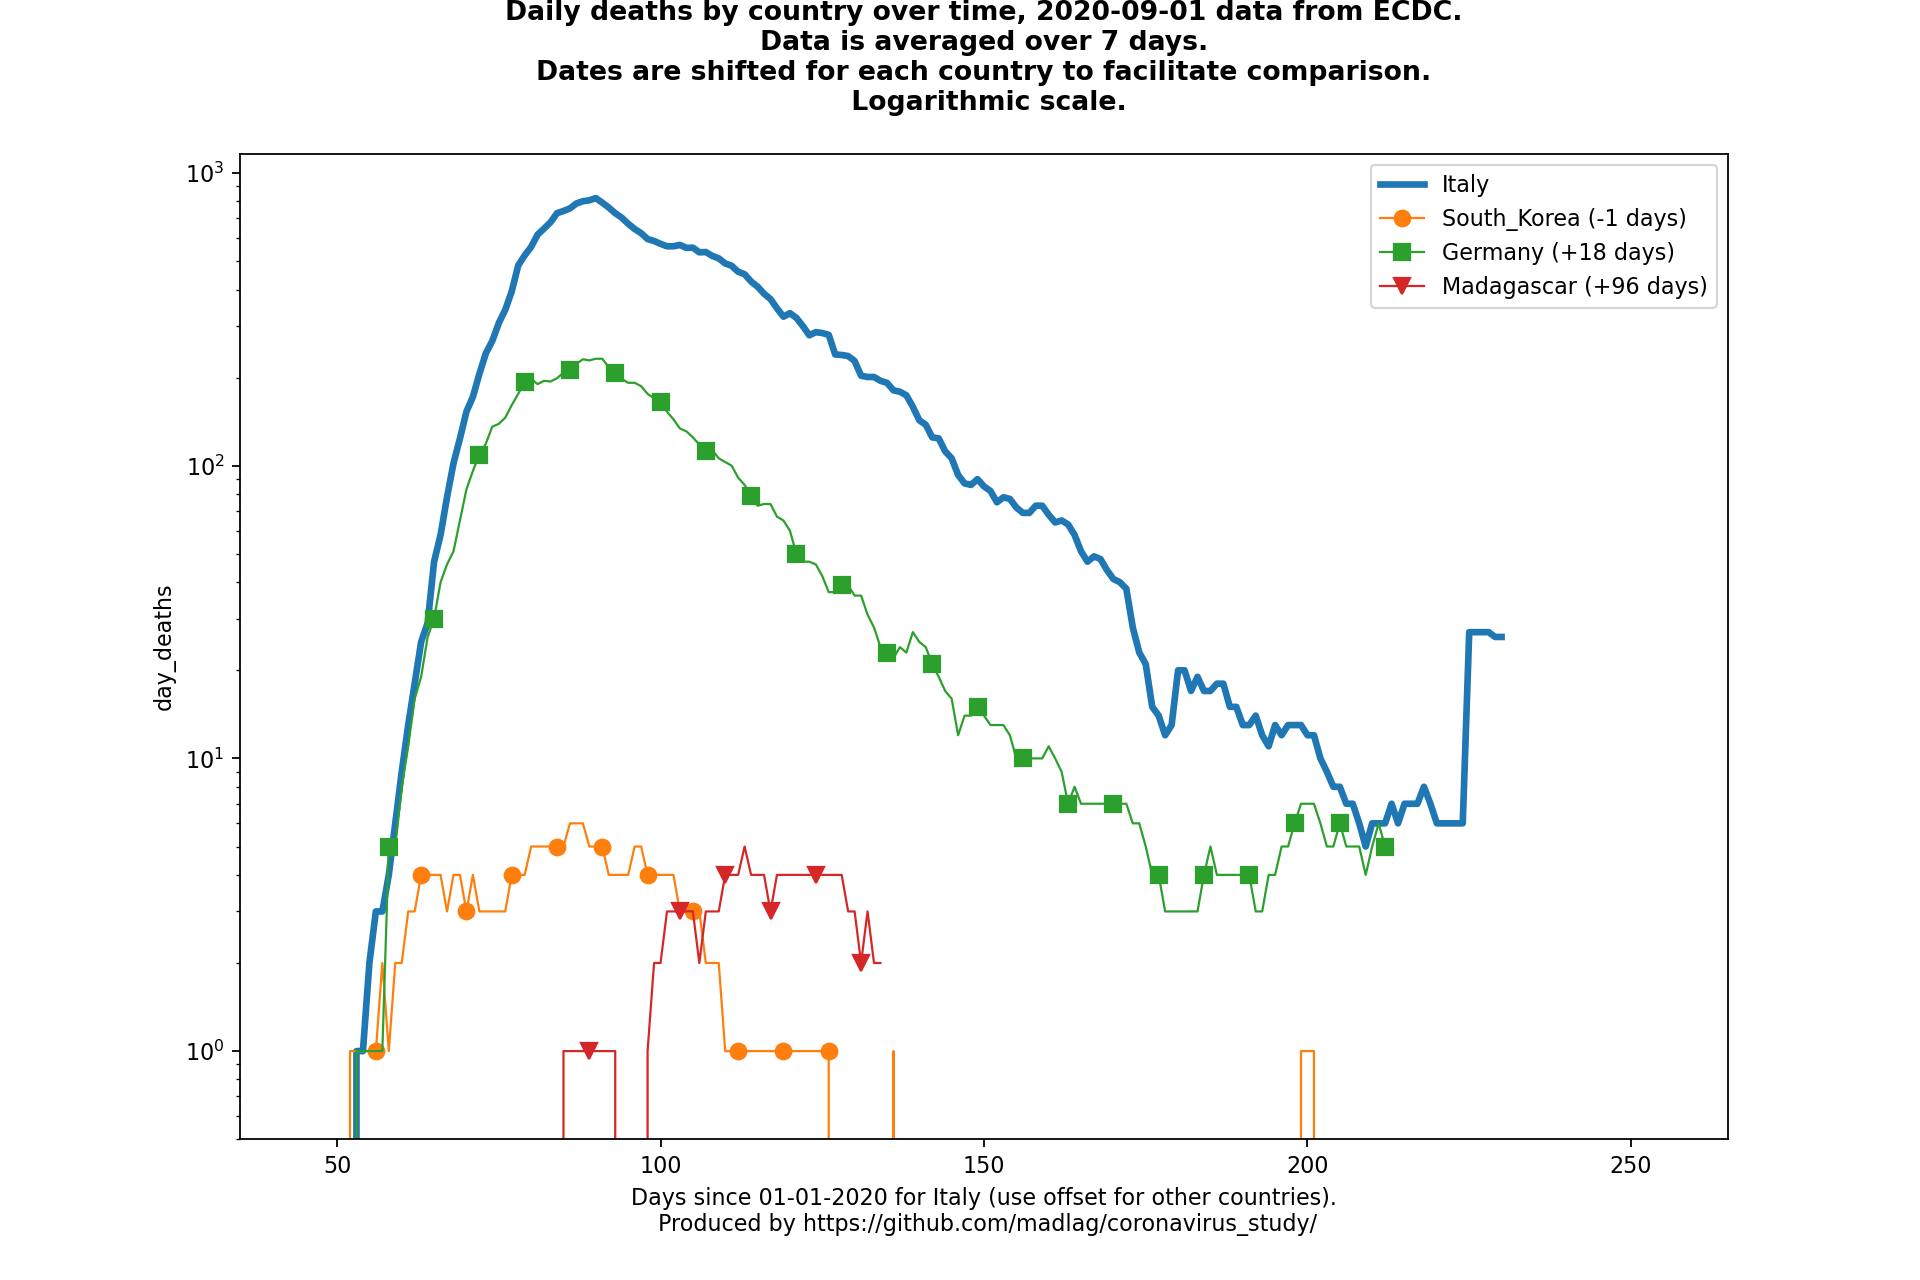 Daily deaths by country over time, 2020-09-01 data from ECDC.
Data is averaged over 7 days.
Dates are shifted for each country to facilitate comparison.
Logarithmic scale.
10³
10²
10¹
10⁰
day_deaths
Italy
South_Korea (-1 days)
Germany (+18 days)
Madagascar (+96 days)
50 100 150 200 250
Days since 01-01-2020 for Italy (use offset for other countries).
Produced by https://github.com/madlag/coronavirus_study/